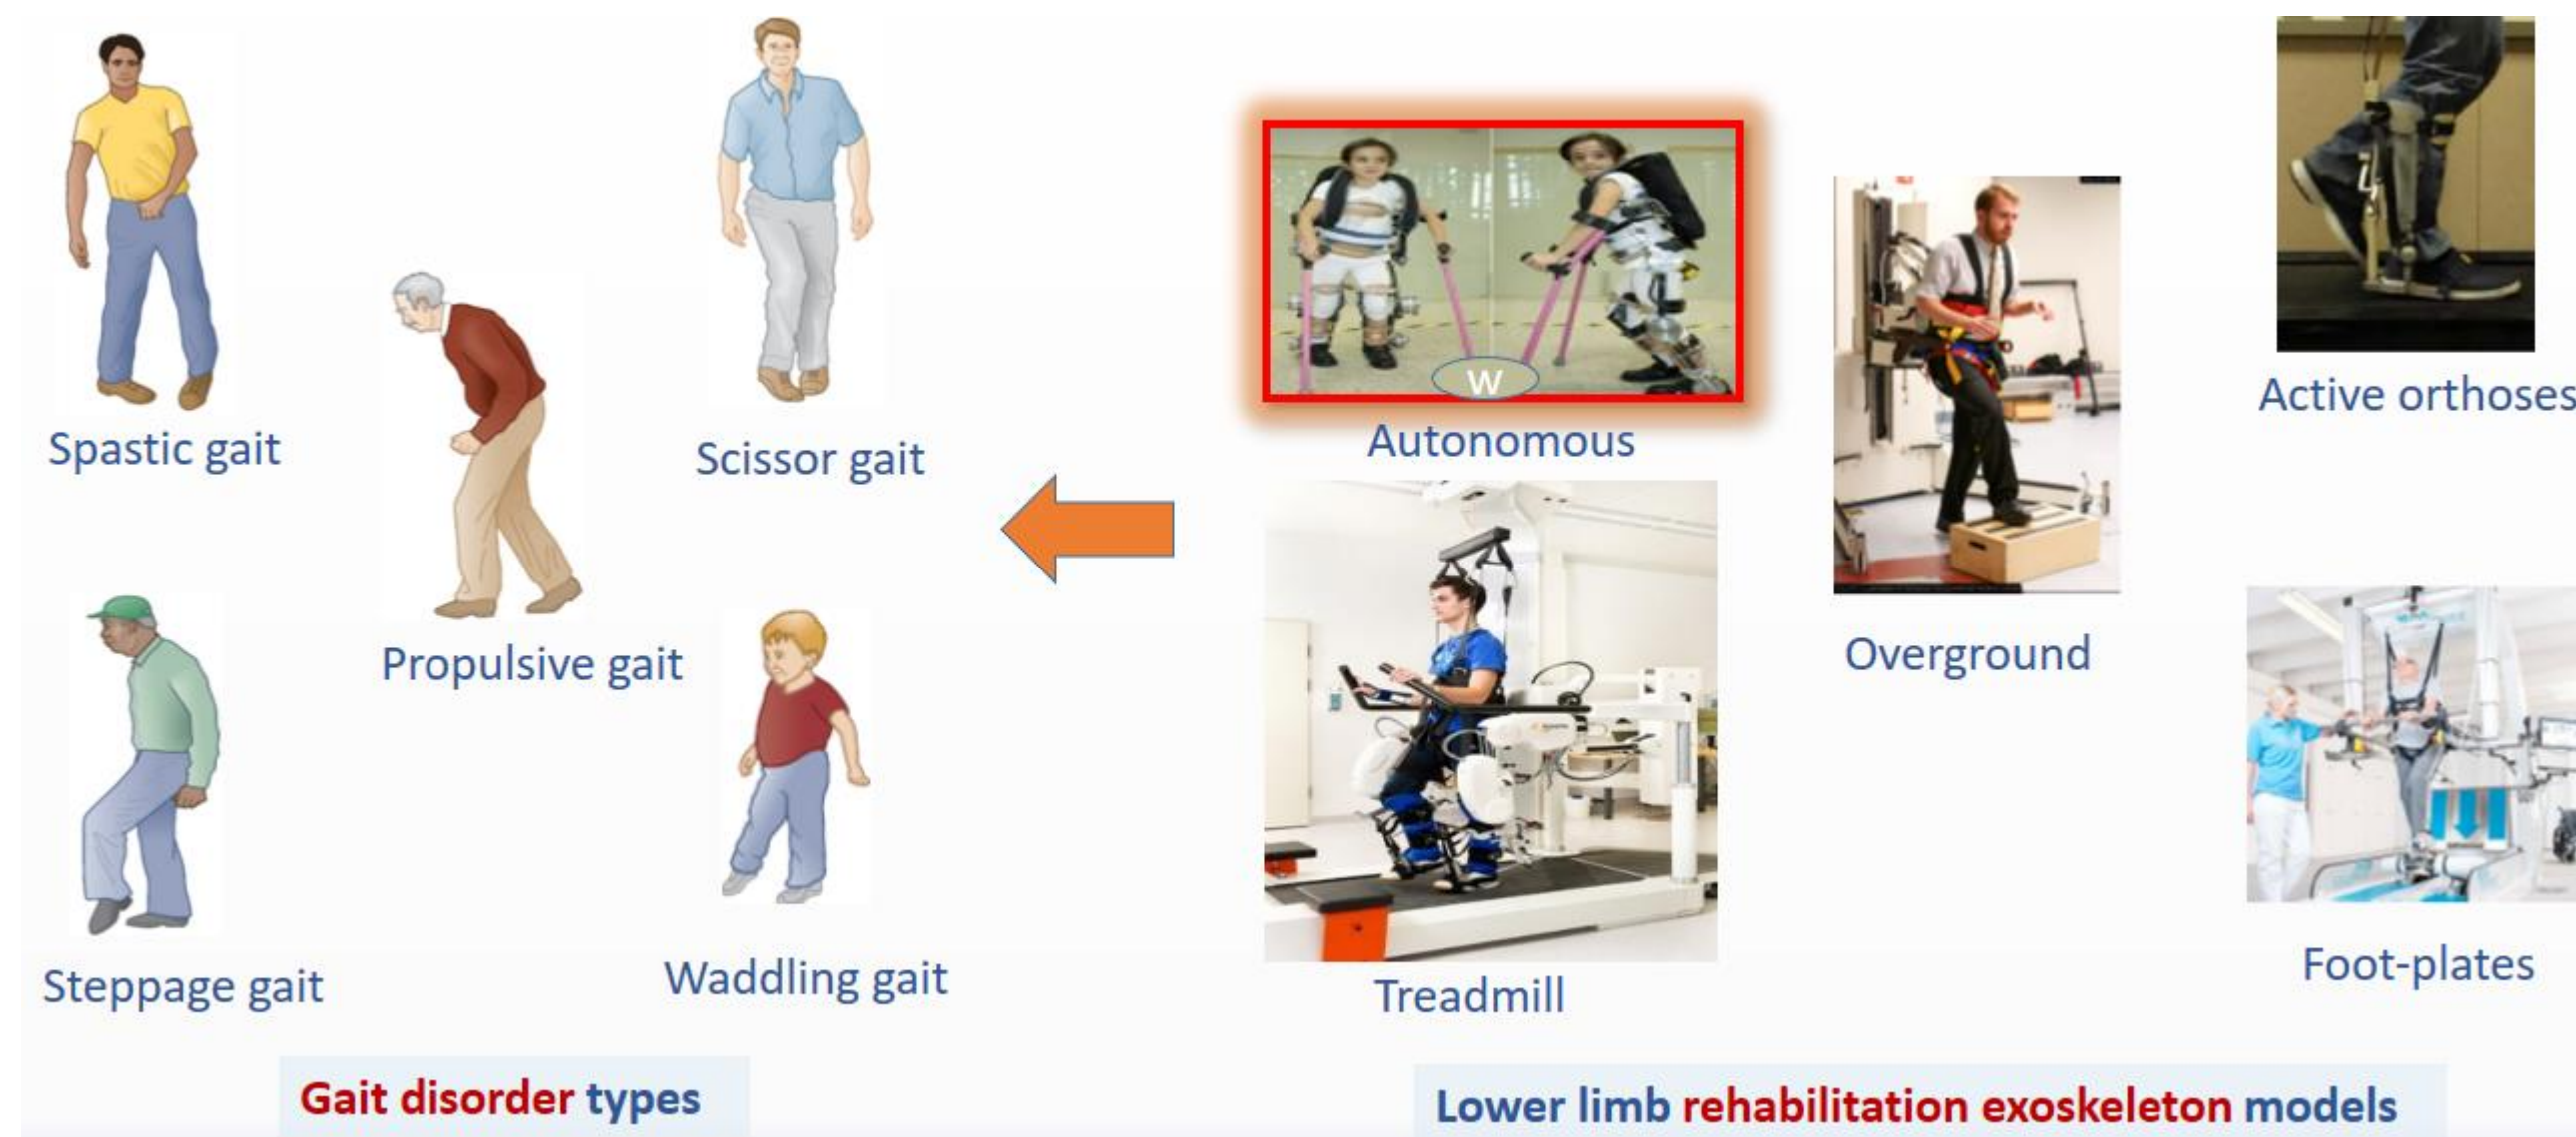 Spastic gait
Scissor gait
Propulsive gait
Steppage gait
Waddling gait
Gait disorder types
W
Autonomous
Active orthoses
Overground
Treadmill
Foot-plates
Lower limb rehabilitation exoskeleton models